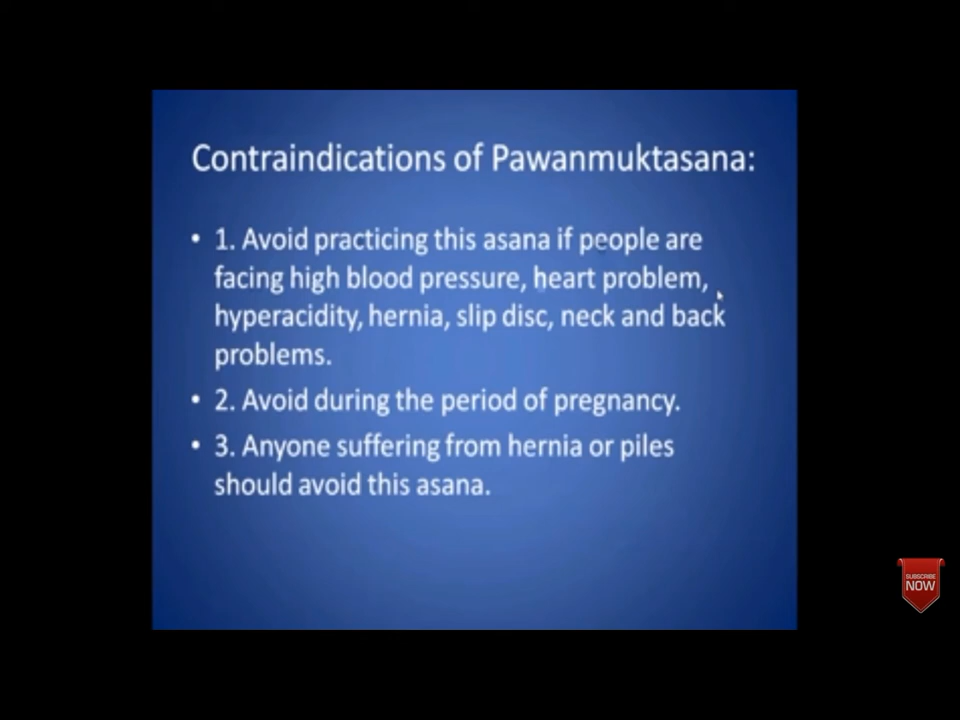 Contraindications of Pawanmuktasana:
• 1. Avoid practicing this asana if people are
facing high blood pressure, heart problem,
hyperacidity, hernia, slip disc, neck and back
problems.
• 2. Avoid during the period of pregnancy.
• 3. Anyone suffering from hernia or piles
should avoid this asana.
SUBSCRIBE
NOW